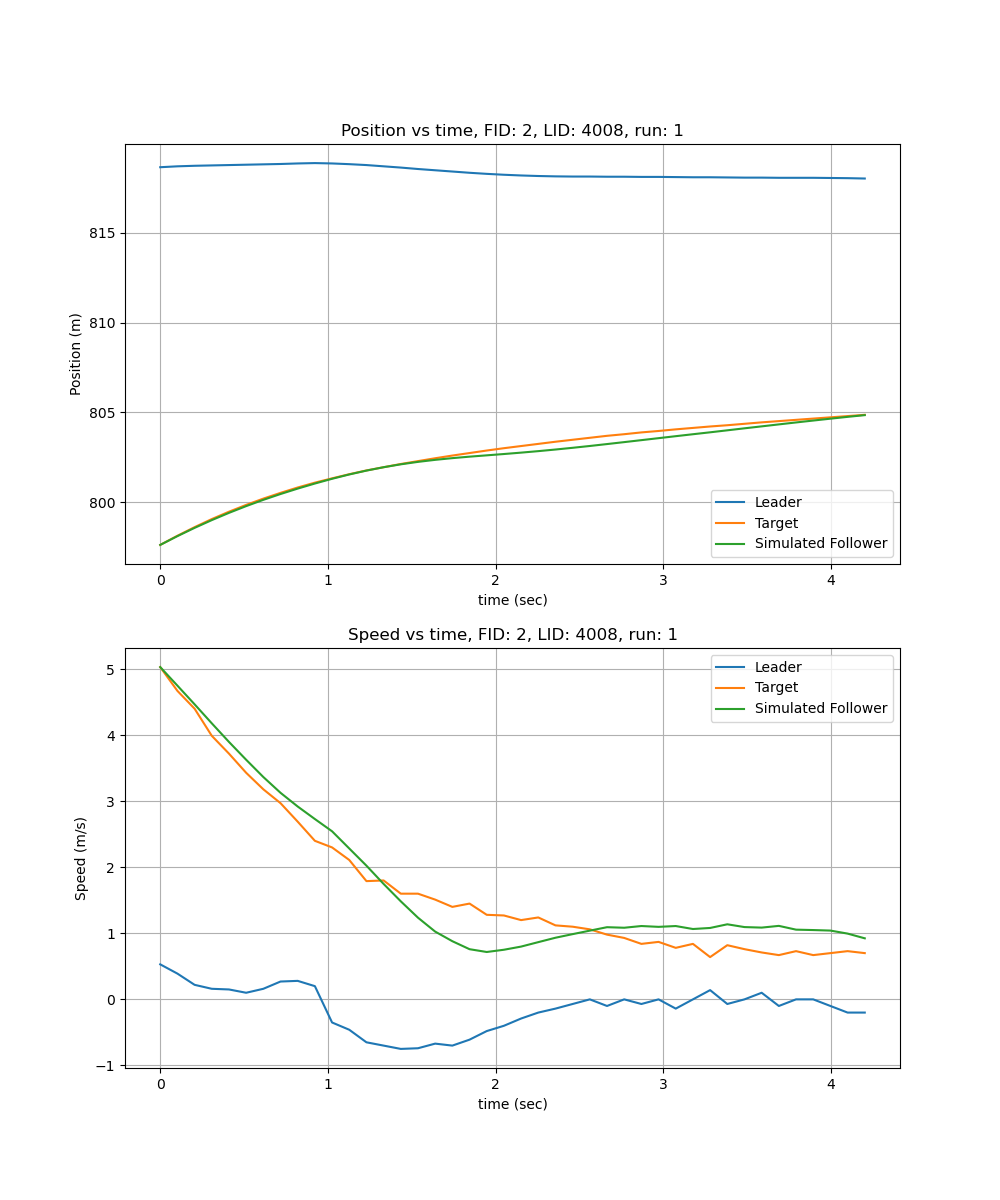 Position vs time, FID: 2, LID: 4008, run: 1
815
810
805
800
Position (m)
Leader
Target
Simulated Follower
0 1 2 3 4
time (sec)
Speed vs time, FID: 2, LID: 4008, run: 1
5
4
3
2
1
0
−1
Speed (m/s)
Leader
Target
Simulated Follower
0 1 2 3 4
time (sec)